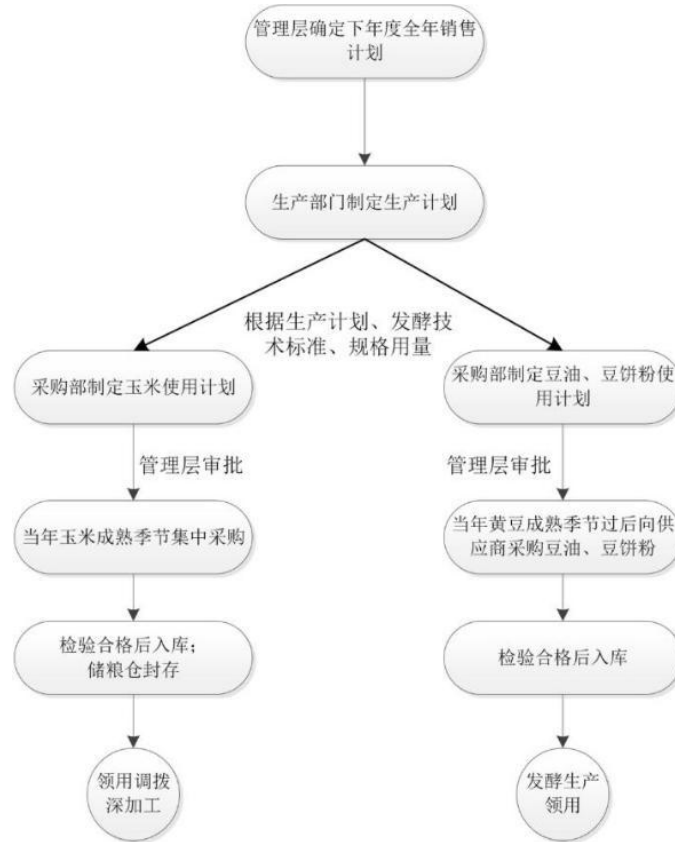 管理层确定下年度全年销售
计划
生产部门制定生产计划
根据生产计划、发酵技
术标准、规格用量
采购部制定玉米使用计划
采购部制定豆油、豆饼粉使
用计划
管理层审批
管理层审批
当年玉米成熟季节集中采购
当年黄豆成熟季节过后向供
应商采购豆油、豆饼粉
检验合格后入库；
储粮仓封存
检验合格后入库
领用调拨
深加工
发酵生产
领用